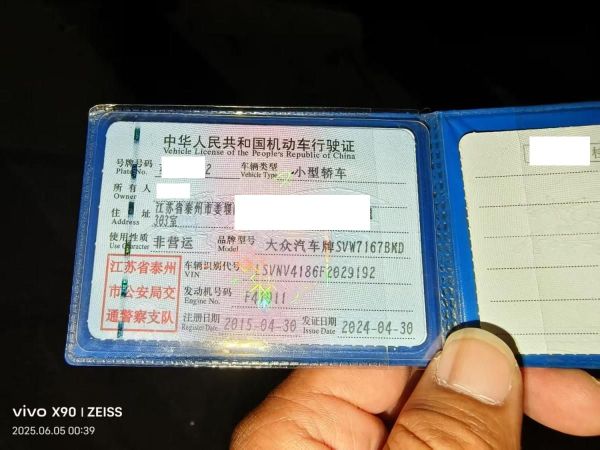 中华人民共和国机动车行驶证
Vehicle License of the People's Republic of China
号牌号码 2 车辆类型 小型轿车
Plate No. Vehicle Type
所有人
Owner
住 址 江苏省泰州市姜堰
Address 303室
使用性质 非营运 品牌型号 大众汽车牌SVW7167BMD
Use Character Model
江苏省泰州
市公安局交
通警察支队
车辆识别代号 LSVNV4186F2029192
VIN
发动机号码
Engine No.
注册日期 2015-04-30 发证日期 2024-04-30
Register Date Issue Date
vivo X90 | ZEISS
2025.06.05 00:39